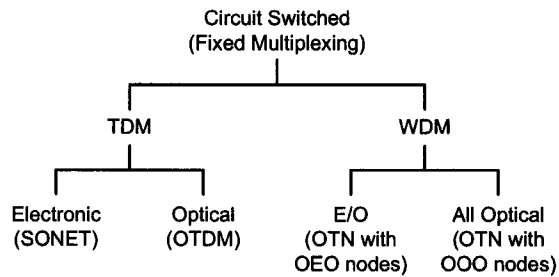 Circuit Switched
(Fixed Multiplexing)
TDM
WDM
Electronic
(SONET)
Optical
(OTDM)
E/O
(OTN with
OEO nodes)
All Optical
(OTN with
OOO nodes)